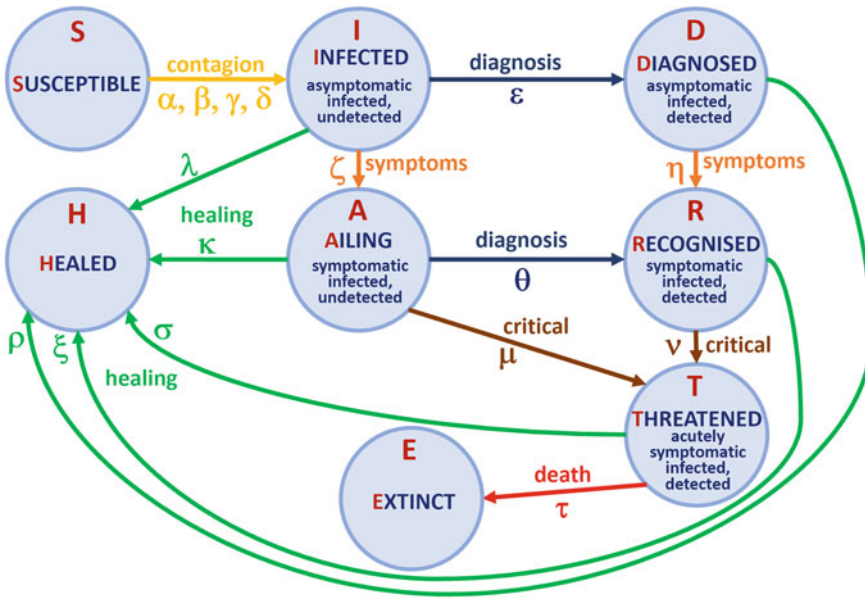 S
SUSCEPTIBLE
contagion
α, β, γ, δ
I
INFECTED
asymptomatic
infected,
undetected
diagnosis
ε
D
DIAGNOSED
asymptomatic
infected,
detected
λ
ζ symptoms
η symptoms
H
HEALED
healing
κ
A
AILING
symptomatic
infected,
undetected
diagnosis
θ
R
RECOGNISED
symptomatic
infected,
detected
ρ
ξ
σ
healing
critical
μ
ν critical
T
THREATENED
acutely
symptomatic
infected,
detected
E
EXTINCT
death
τ